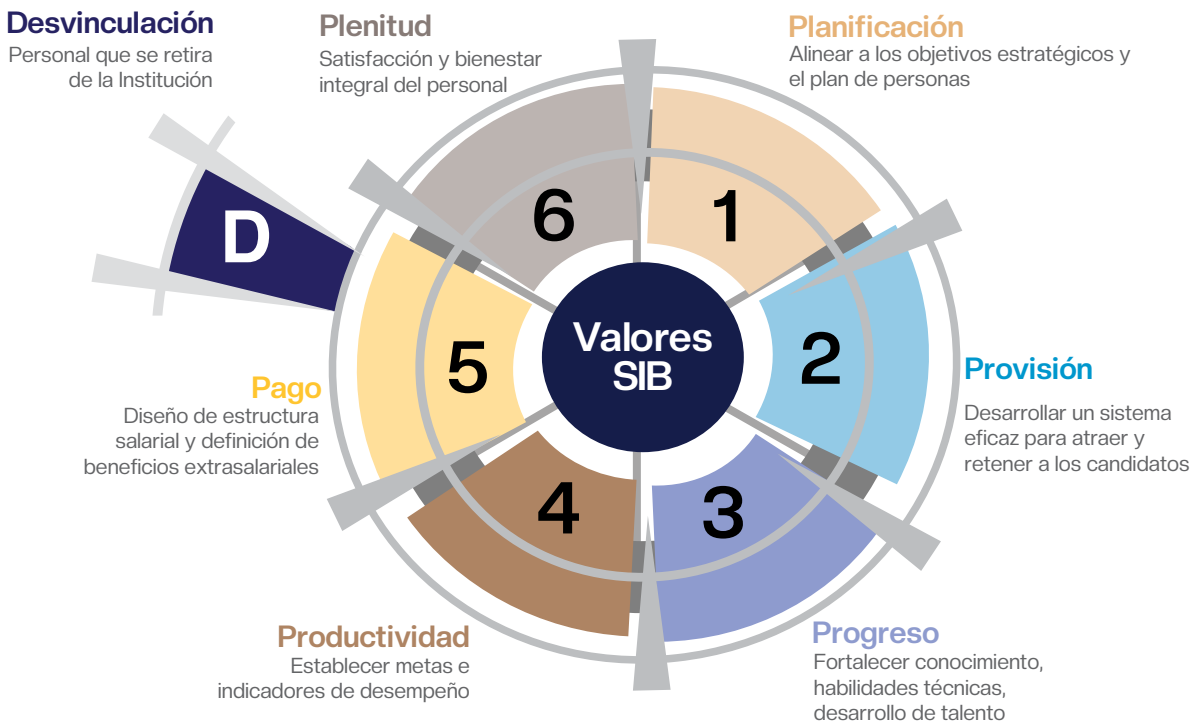 Desvinculación
Personal que se retira
de la Institución
Plenitud
Satisfacción y bienestar
integral del personal
Planificación
Alinear a los objetivos estratégicos y
el plan de personas
D
6
1
5
Valores
SIB
2
Provisión
Desarrollar un sistema
eficaz para atraer y
retener a los candidatos
Pago
Diseño de estructura
salarial y definición de
beneficios extrasalariales
4
3
Productividad
Establecer metas e
indicadores de desempeño
Progreso
Fortalecer conocimiento,
habilidades técnicas,
desarrollo de talento